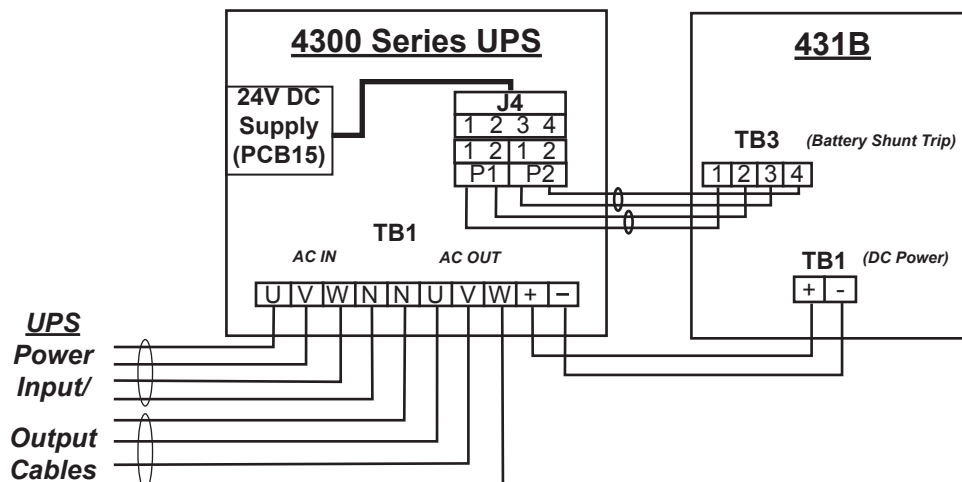 4300 Series UPS
24V DC
Supply
(PCB15)
J4
1 2 3 4
1 2 1 2
P1 P2
TB1
AC IN
AC OUT
U V W N N U V W + −
431B
TB3 (Battery Shunt Trip)
1 2 3 4
TB1 (DC Power)
+ -
UPS
Power
Input/
Output
Cables